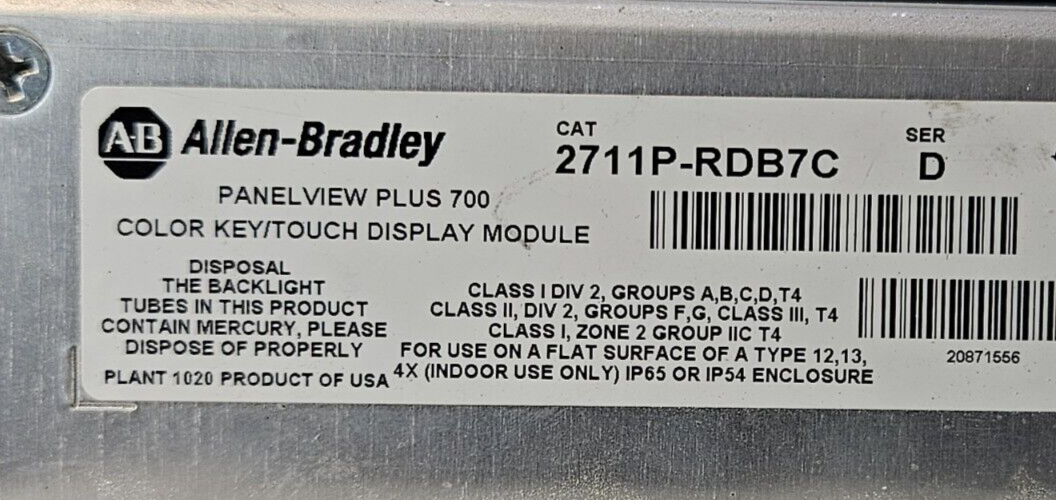 A-B Allen-Bradley
CAT
2711P-RDB7C
SER
D
PANELVIEW PLUS 700
COLOR KEY/TOUCH DISPLAY MODULE
DISPOSAL
THE BACKLIGHT
TUBES IN THIS PRODUCT
CONTAIN MERCURY, PLEASE
DISPOSE OF PROPERLY
PLANT 1020 PRODUCT OF USA
CLASS I DIV 2, GROUPS A,B,C,D,T4
CLASS II, DIV 2, GROUPS F,G, CLASS III, T4
CLASS I, ZONE 2 GROUP IIC T4
FOR USE ON A FLAT SURFACE OF A TYPE 12,13,
4X (INDOOR USE ONLY) IP65 OR IP54 ENCLOSURE
20871556